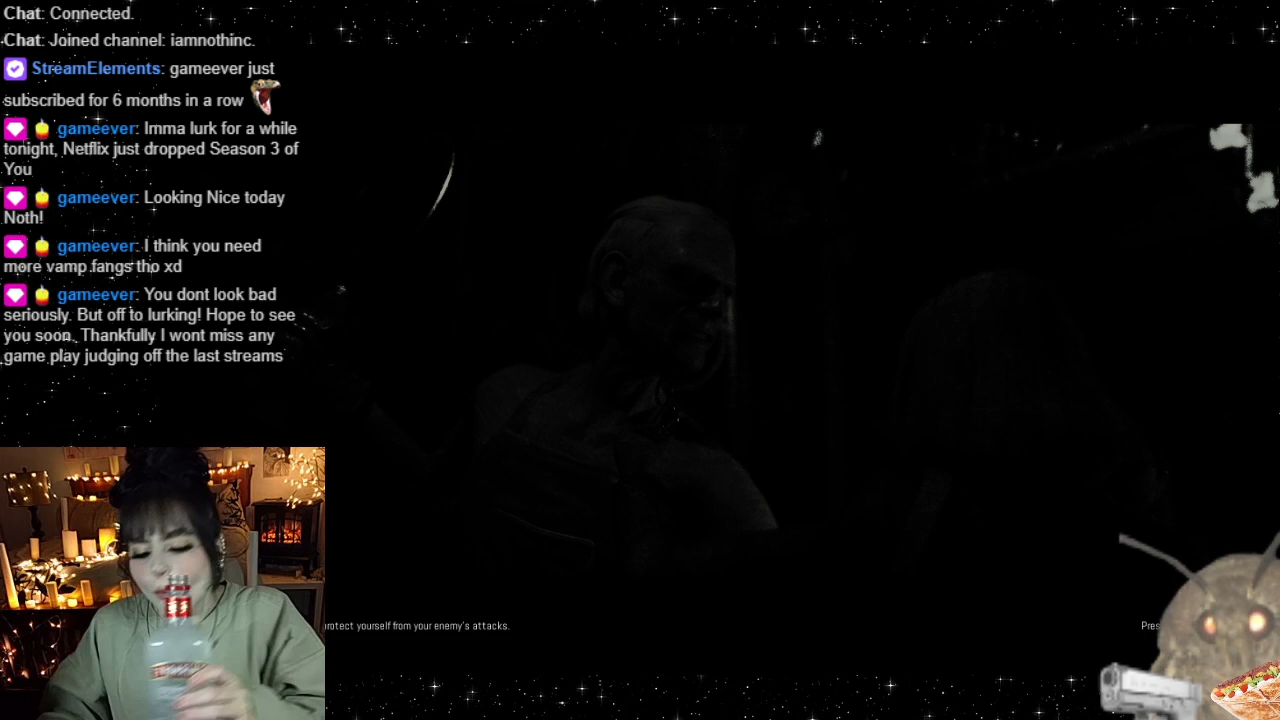 Chat: Connected.
Chat: Joined channel: iamnothinc.
StreamElements: gameever just
subscribed for 6 months in a row
gameever: Imma lurk for a while
tonight, Netflix just dropped Season 3 of
You
gameever: Looking Nice today
Noth!
gameever: I think you need
more vamp fangs tho xd
gameever: You dont look bad
seriously. But off to lurking! Hope to see
you soon. Thankfully I wont miss any
game play judging off the last streams
protect yourself from your enemy's attacks.
Pres